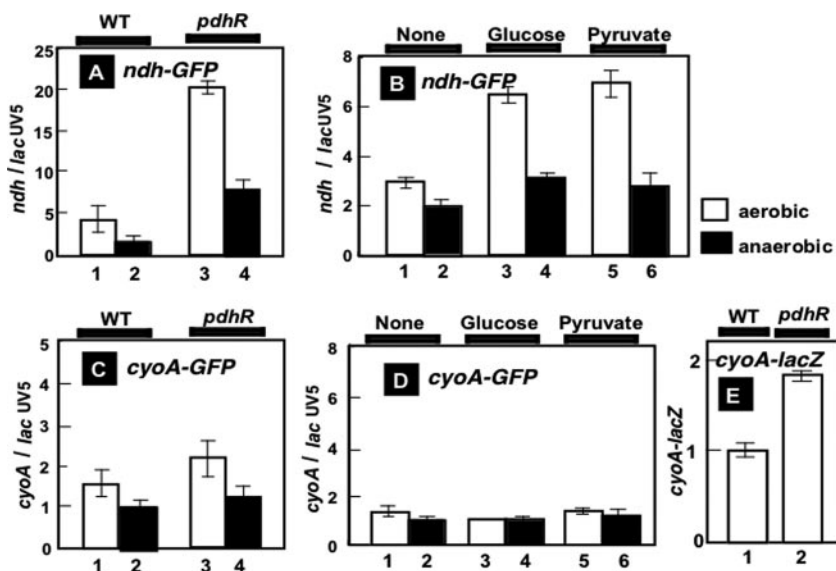 WT pdhR
A ndh-GFP
ndh / lacUV5
25
20
15
10
5
0
1 2 3 4
None Glucose Pyruvate
B ndh-GFP
ndh / lacUV5
8
6
4
2
0
1 2 3 4 5 6
aerobic
anaerobic
WT pdhR
C cyoA-GFP
cyoA / lac UV5
5
4
3
2
1
0
1 2 3 4
None Glucose Pyruvate
D cyoA-GFP
cyoA / lac UV5
8
6
4
2
0
1 2 3 4 5 6
WT pdhR
cyoA-lacZ
E
cyoA-lacZ
2
1
0
1 2